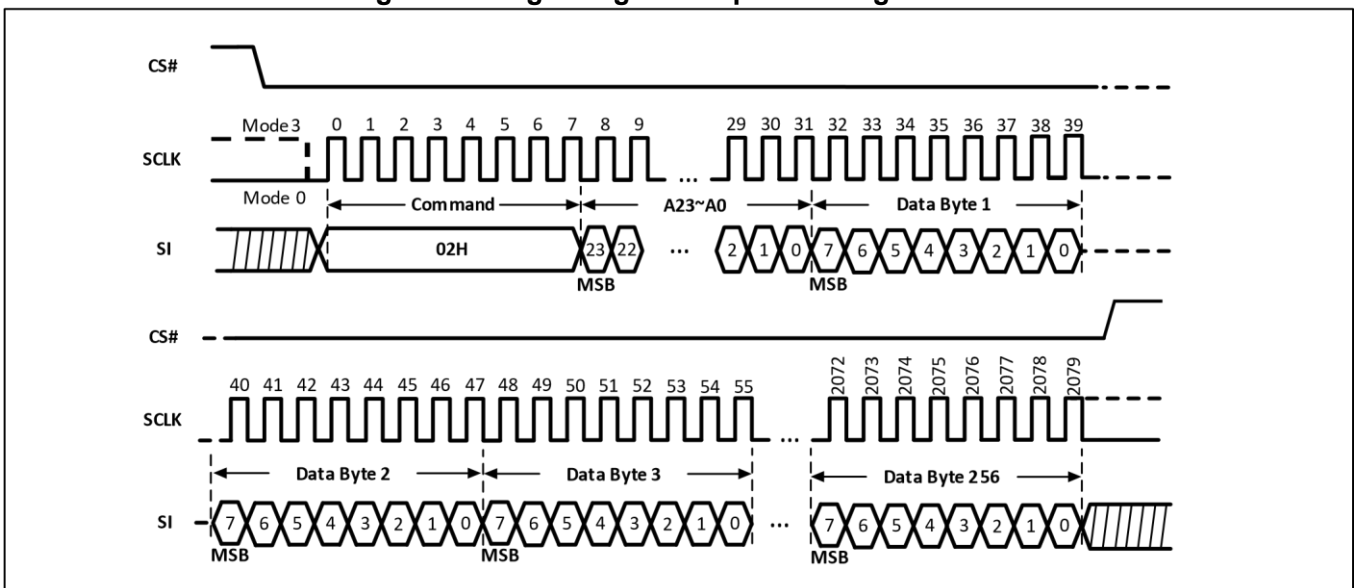 CS#
Mode 3 0 1 2 3 4 5 6 7 8 9 29 30 31 32 33 34 35 36 37 38 39
SCLK ...
Mode 0 Command A23~A0 Data Byte 1
SI 02H 23 22 ... 2 1 0 7 6 5 4 3 2 1 0
MSB MSB
CS#
40 41 42 43 44 45 46 47 48 49 50 51 52 53 54 55 2072 2073 2074 2075 2076 2077 2078 2079
SCLK ...
Data Byte 2 Data Byte 3 Data Byte 256
SI 7 6 5 4 3 2 1 0 7 6 5 4 3 2 1 0 ... 7 6 5 4 3 2 1 0
MSB MSB MSB